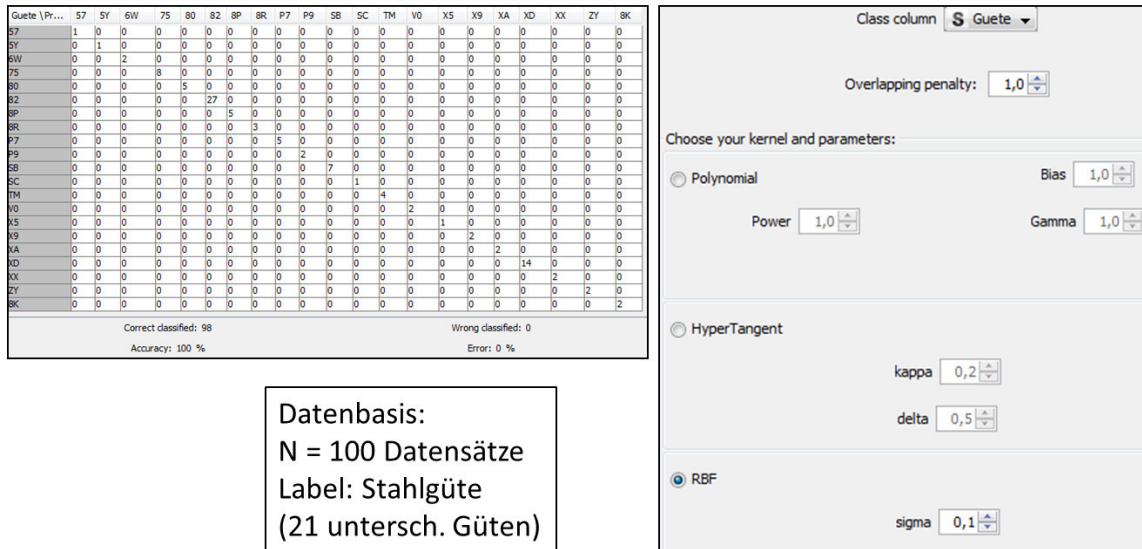 Guete \Pr... 57 5Y 6W 75 80 82 8P 8R P7 P9 SB SC TM V0 X5 X9 XA XD XX ZY 8K
57 1 0 0 0 0 0 0 0 0 0 0 0 0 0 0 0 0 0 0 0 0
5Y 0 1 0 0 0 0 0 0 0 0 0 0 0 0 0 0 0 0 0 0 0
6W 0 0 2 0 0 0 0 0 0 0 0 0 0 0 0 0 0 0 0 0 0
75 0 0 0 8 0 0 0 0 0 0 0 0 0 0 0 0 0 0 0 0 0
80 0 0 0 0 5 0 0 0 0 0 0 0 0 0 0 0 0 0 0 0 0
82 0 0 0 0 0 27 0 0 0 0 0 0 0 0 0 0 0 0 0 0 0
8P 0 0 0 0 0 0 5 0 0 0 0 0 0 0 0 0 0 0 0 0 0
8R 0 0 0 0 0 0 0 3 0 0 0 0 0 0 0 0 0 0 0 0 0
P7 0 0 0 0 0 0 0 0 5 0 0 0 0 0 0 0 0 0 0 0 0
P9 0 0 0 0 0 0 0 0 0 2 0 0 0 0 0 0 0 0 0 0 0
SB 0 0 0 0 0 0 0 0 0 0 7 0 0 0 0 0 0 0 0 0 0
SC 0 0 0 0 0 0 0 0 0 0 0 1 0 0 0 0 0 0 0 0 0
TM 0 0 0 0 0 0 0 0 0 0 0 0 4 0 0 0 0 0 0 0 0
V0 0 0 0 0 0 0 0 0 0 0 0 0 0 2 0 0 0 0 0 0 0
X5 0 0 0 0 0 0 0 0 0 0 0 0 0 0 1 0 0 0 0 0 0
X9 0 0 0 0 0 0 0 0 0 0 0 0 0 0 0 2 0 0 0 0 0
XA 0 0 0 0 0 0 0 0 0 0 0 0 0 0 0 0 2 0 0 0 0
XD 0 0 0 0 0 0 0 0 0 0 0 0 0 0 0 0 0 14 0 0 0
XX 0 0 0 0 0 0 0 0 0 0 0 0 0 0 0 0 0 0 2 0 0
ZY 0 0 0 0 0 0 0 0 0 0 0 0 0 0 0 0 0 0 0 2 0
8K 0 0 0 0 0 0 0 0 0 0 0 0 0 0 0 0 0 0 0 0 2
Correct classified: 98 Wrong classified: 0
Accuracy: 100 % Error: 0 %
Datenbasis:
N = 100 Datensätze
Label: Stahlgüte
(21 untersch. Güten)
Class column S Guete
Overlapping penalty: 1,0
Choose your kernel and parameters:
Polynomial Bias 1,0
Power 1,0 Gamma 1,0
HyperTangent
kappa 0,2
delta 0,5
RBF
sigma 0,1